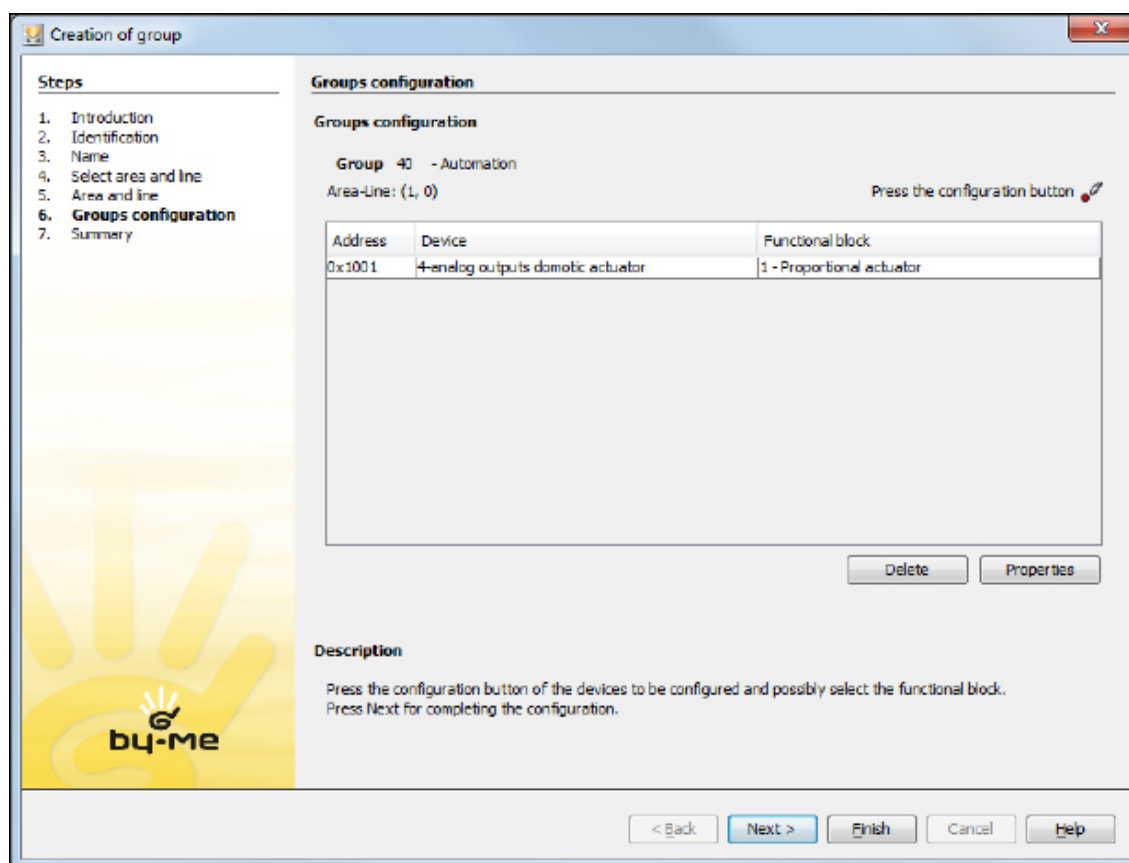 Creation of group
x
Steps
1. Introduction
2. Identification
3. Name
4. Select area and line
5. Area and line
6. Groups configuration
7. Summary
by-me
Groups configuration
Groups configuration
Group 40 - Automation
Area-Line: (1, 0)
Press the configuration button
Address Device Functional block
0x1001 4-analog outputs domotic actuator 1 - Proportional actuator
Delete Properties
Description
Press the configuration button of the devices to be configured and possibly select the functional block.
Press Next for completing the configuration.
< Back Next > Finish Cancel Help